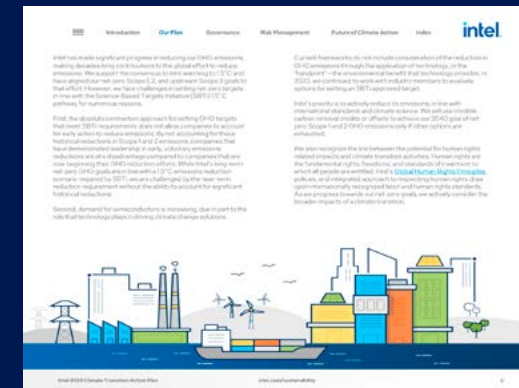 Introduction Our Plan Governance Risk Management Future of Climate Action Index
intel.
Intel has made significant progress in reducing our GHG emissions,
making decades-long contributions to the global effort to reduce
emissions. We support the consensus to limit warming to 1.5°C and
have aligned our net zero Scope 1, 2, and upstream Scope 3 goals to
that effort. However, we face challenges in setting net-zero targets
in line with the Science-Based Targets Initiative (SBTi) 1.5°C
pathway for numerous reasons.
First, the absolute contraction approach for setting GHG targets
that meet SBTi requirements does not allow companies to account
for early action to reduce emissions. By not accounting for these
historical reductions in Scope 1 and 2 emissions, companies that
have demonstrated leadership in early, voluntary emissions
reductions are at a disadvantage compared to companies that are
now beginning their GHG reduction efforts. While Intel's long-term
net zero GHG goals are in line with a 1.5°C emissions reduction
scenario required by SBTi, we are challenged by the near-term
reduction requirement without the ability to account for significant
historical reductions.
Second, demand for semiconductors is increasing, due in part to the
role that technology plays in driving climate change solutions.
Current frameworks do not include consideration of the reduction in
GHG emissions through the application of technology, or the
"handprint"—the environmental benefit that technology provides. In
2023, we continued to work with industry members to evaluate
options for setting an SBTi-approved target.
Intel's priority is to actively reduce its emissions, in line with
international standards and climate science. We will use credible
carbon removal credits or offsets to achieve our 2040 goal of net
zero Scope 1 and 2 GHG emissions only if other options are
exhausted.
We also recognize the link between the potential for human rights
related impacts and climate transition activities. Human rights are
the fundamental rights, freedoms, and standards of treatment to
which all people are entitled. Intel's Global Human Rights Principles,
policies, and integrated approach to respecting human rights draw
upon internationally recognized labor and human rights standards.
As we progress towards our net zero goals, we actively consider the
broader impacts of a climate transition.
Intel 2023 Climate Transition Action Plan intel.com/sustainability